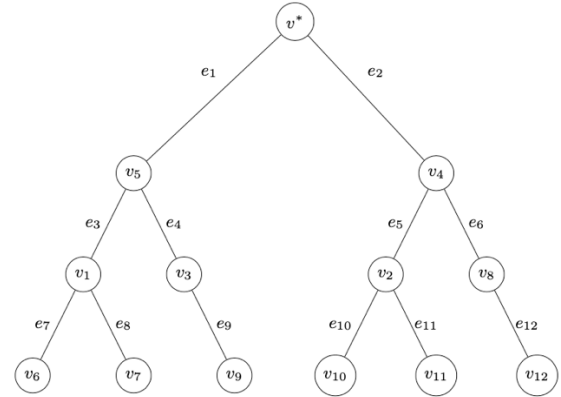 v*
e₁ e₂
v₅ v₄
e₃ e₄ e₅ e₆
v₁ v₃ v₂ v₈
e₇ e₈ e₉ e₁₀ e₁₁ e₁₂
v₆ v₇ v₉ v₁₀ v₁₁ v₁₂